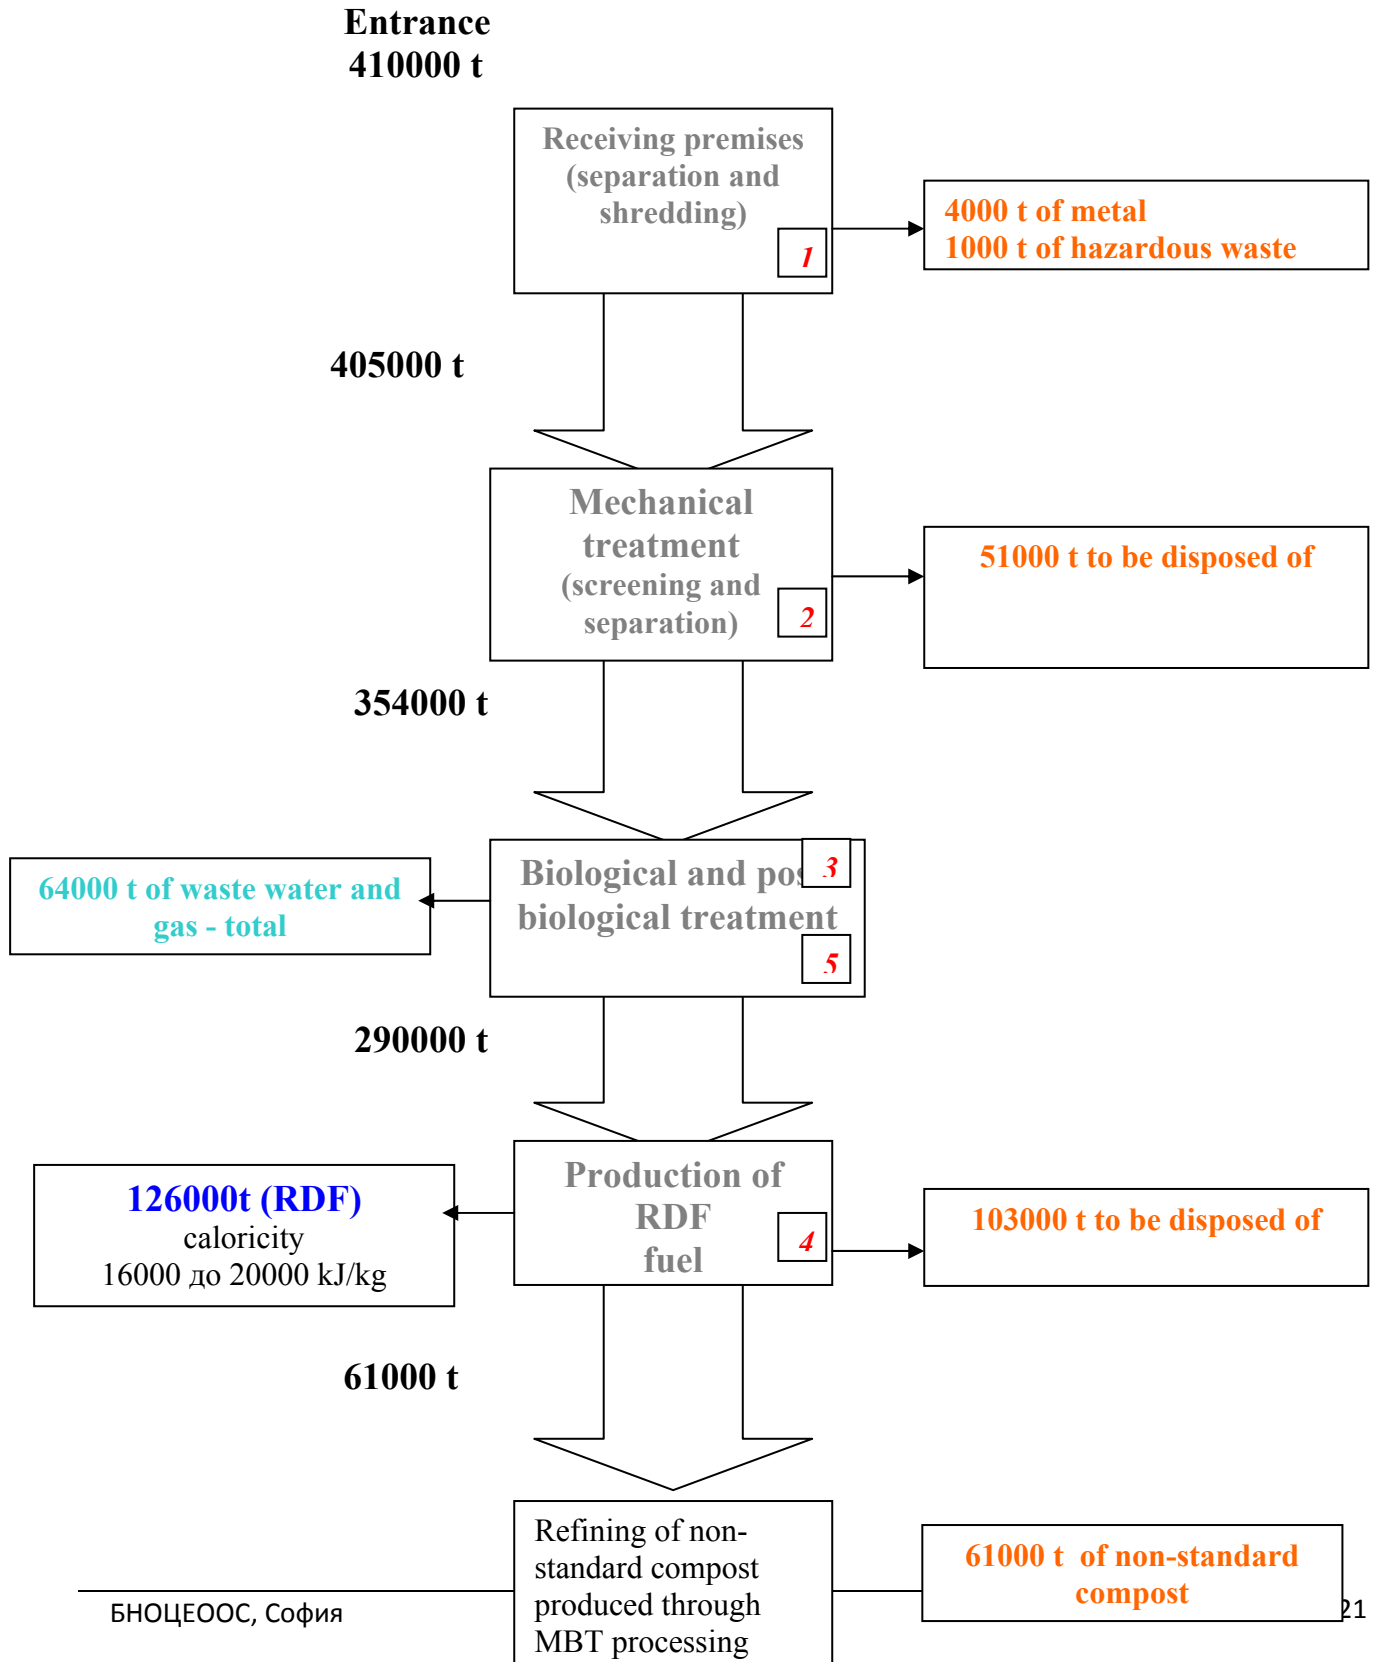 Entrance
410000 t
Receiving premises
(separation and
shredding)
1
4000 t of metal
1000 t of hazardous waste
405000 t
Mechanical
treatment
(screening and
separation)
2
51000 t to be disposed of
354000 t
Biological and pos
biological treatment
3
5
64000 t of waste water and
gas - total
290000 t
Production of
RDF
fuel
4
126000t (RDF)
caloricity
16000 до 20000 kJ/kg
103000 t to be disposed of
61000 t
Refining of non-
standard compost
produced through
MBT processing
61000 t of non-standard
compost
БНОЦЕООС, София
21